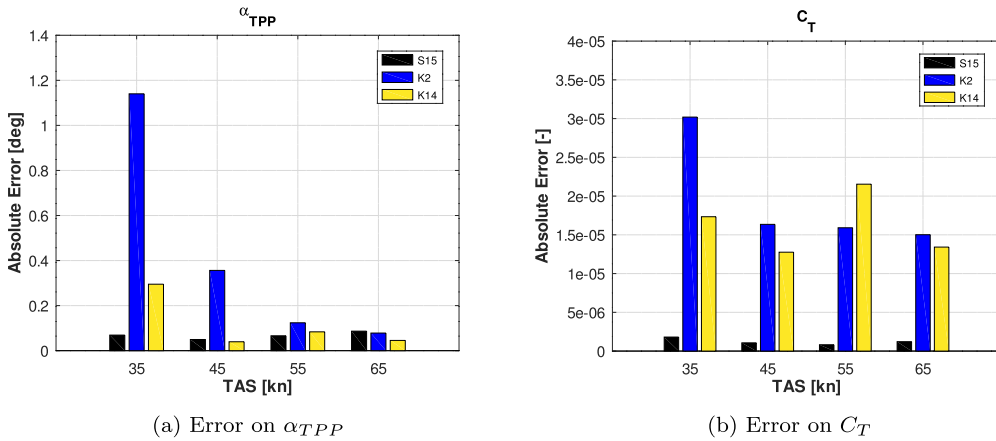 α_TPP
1.4
1.2
1
0.8
0.6
0.4
0.2
0
Absolute Error [deg]
S15
K2
K14
35 45 55 65
TAS [kn]
(a) Error on α_TPP
C_T
4e-05
3.5e-05
3e-05
2.5e-05
2e-05
1.5e-05
1e-05
5e-06
0
Absolute Error [-]
S15
K2
K14
35 45 55 65
TAS [kn]
(b) Error on C_T